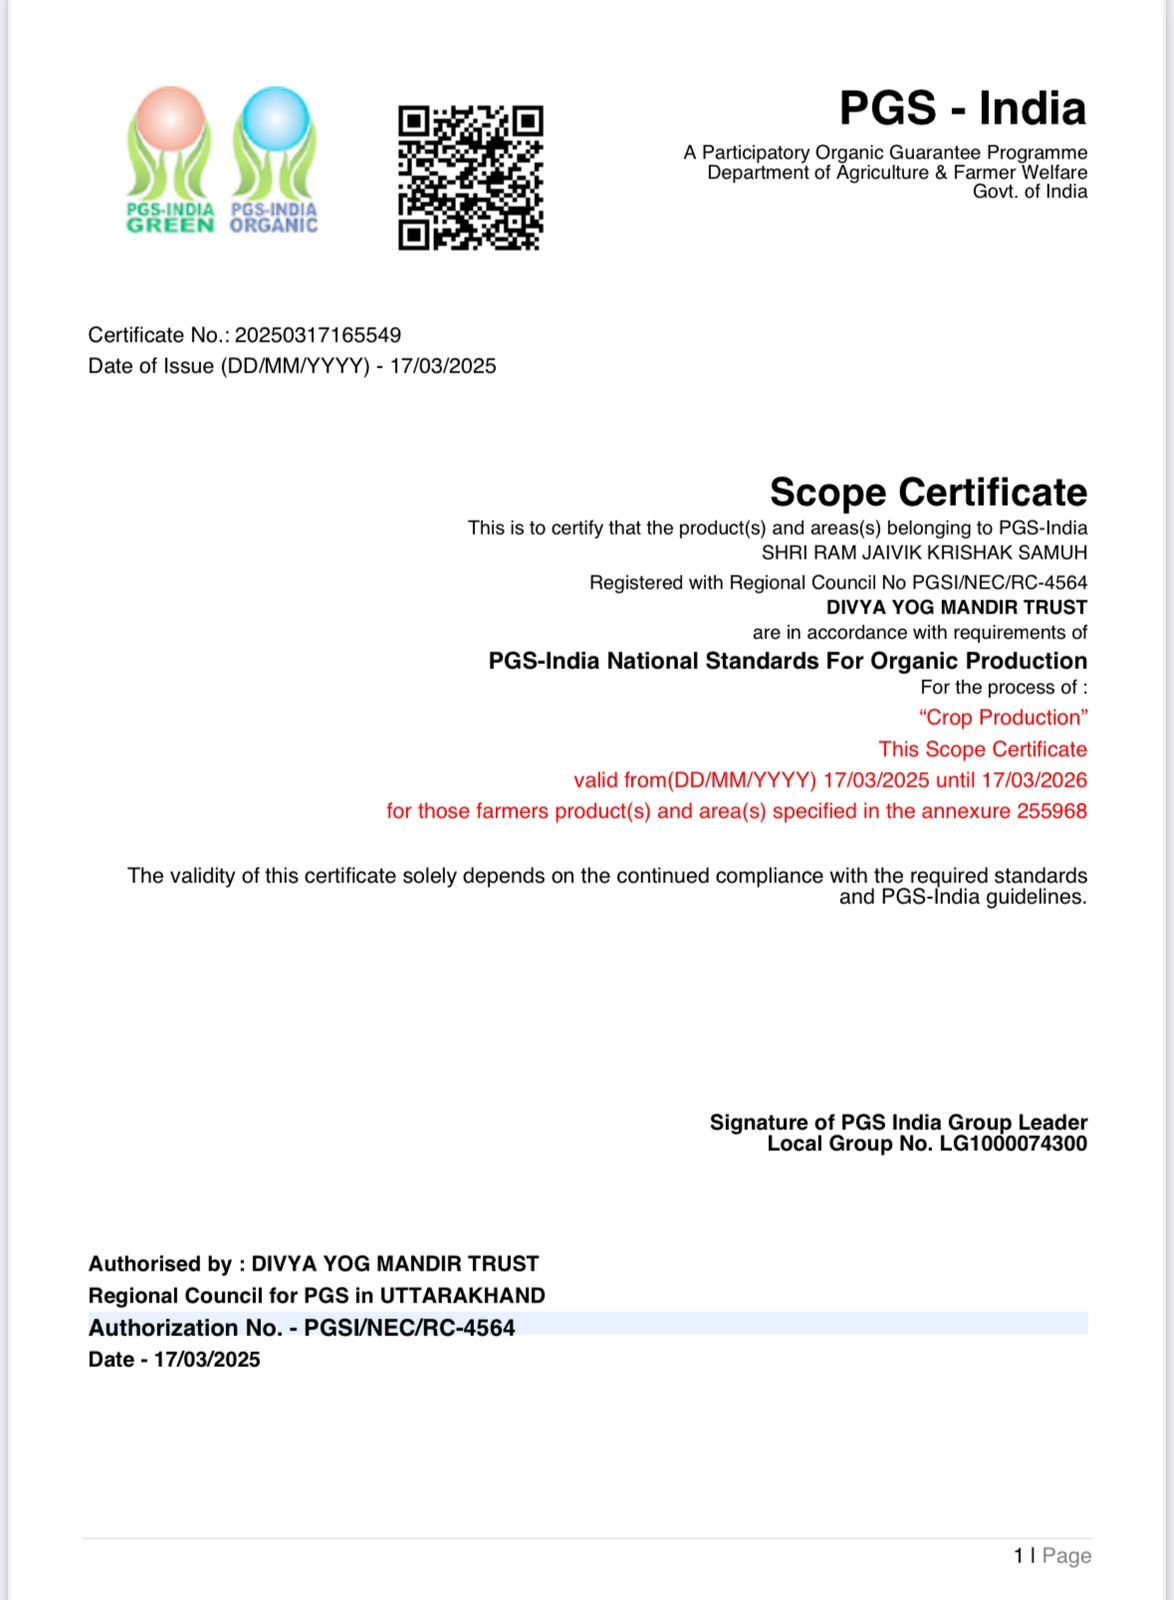 PGS-INDIA
GREEN
PGS-INDIA
ORGANIC
PGS - India
A Participatory Organic Guarantee Programme
Department of Agriculture & Farmer Welfare
Govt. of India
Certificate No.: 20250317165549
Date of Issue (DD/MM/YYYY) - 17/03/2025
Scope Certificate
This is to certify that the product(s) and areas(s) belonging to PGS-India
SHRI RAM JAIVIK KRISHAK SAMUH
Registered with Regional Council No PGSI/NEC/RC-4564
DIVYA YOG MANDIR TRUST
are in accordance with requirements of
PGS-India National Standards For Organic Production
For the process of :
“Crop Production”
This Scope Certificate
valid from(DD/MM/YYYY) 17/03/2025 until 17/03/2026
for those farmers product(s) and area(s) specified in the annexure 255968
The validity of this certificate solely depends on the continued compliance with the required standards
and PGS-India guidelines.
Signature of PGS India Group Leader
Local Group No. LG1000074300
Authorised by : DIVYA YOG MANDIR TRUST
Regional Council for PGS in UTTARAKHAND
Authorization No. - PGSI/NEC/RC-4564
Date - 17/03/2025
1 | Page